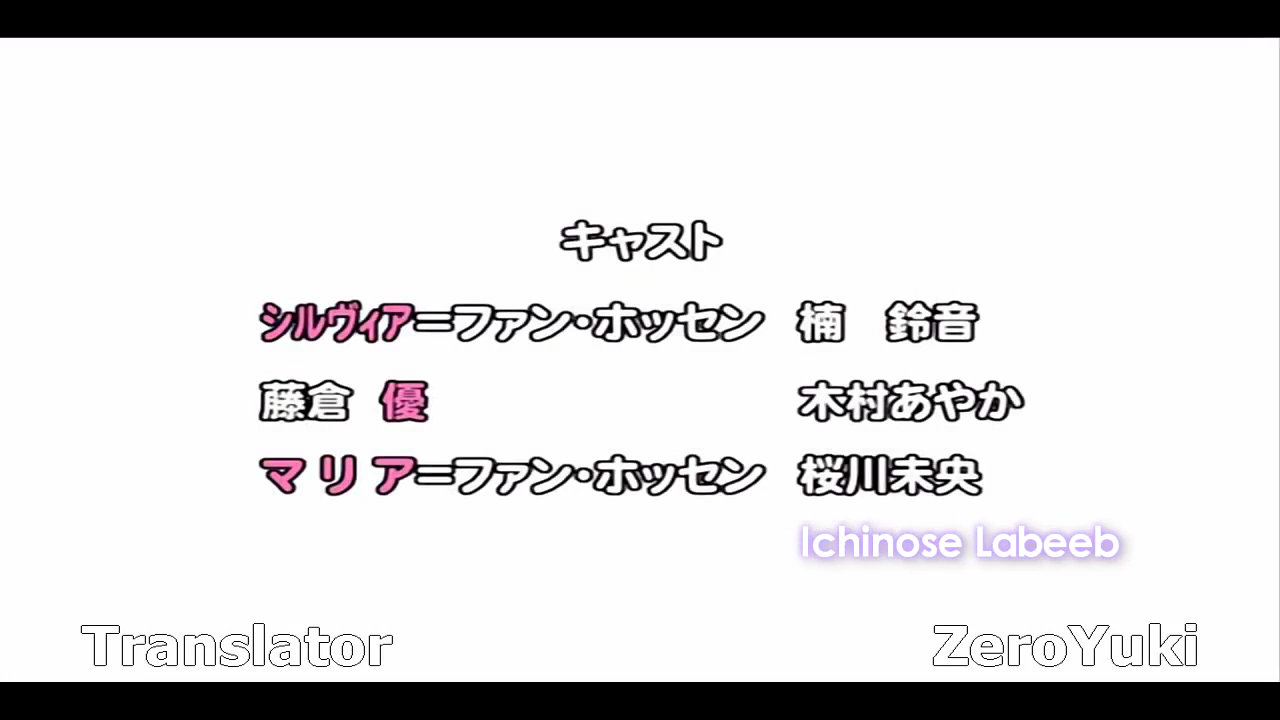 キャスト
シルヴィア=ファン・ホッセン 楠 鈴音
藤倉 優 木村あやか
マリア=ファン・ホッセン 桜川未央
Ichinose Labeeb
Translator ZeroYuki